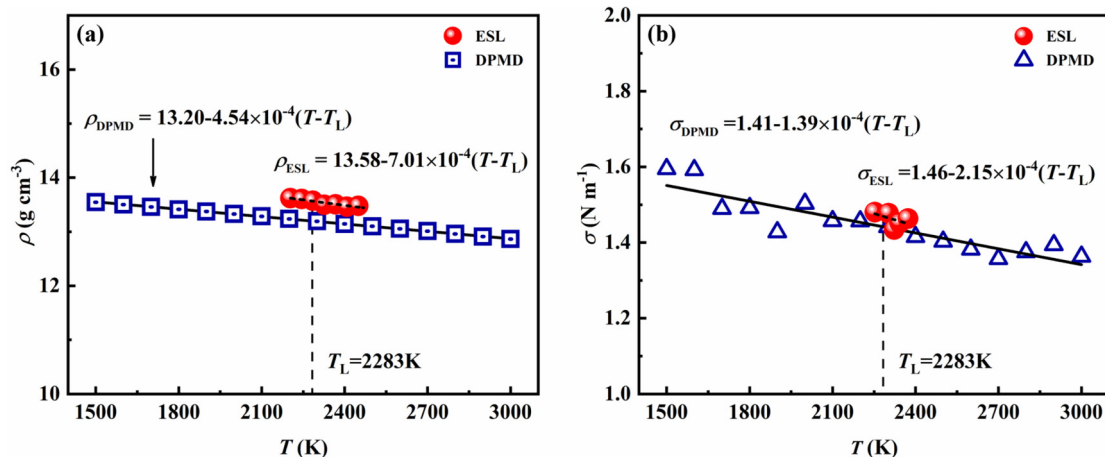 (a)
ESL
DPMD
ρDPMD = 13.20-4.54×10⁻⁴(T-TL)
ρESL = 13.58-7.01×10⁻⁴(T-TL)
TL=2283K
16
14
12
10
ρ (g cm⁻³)
1500 1800 2100 2400 2700 3000
T (K)
(b)
ESL
DPMD
σDPMD =1.41-1.39×10⁻⁴(T-TL)
σESL =1.46-2.15×10⁻⁴(T-TL)
TL=2283K
2.0
1.8
1.6
1.4
1.2
1.0
σ (N m⁻¹)
1500 1800 2100 2400 2700 3000
T (K)